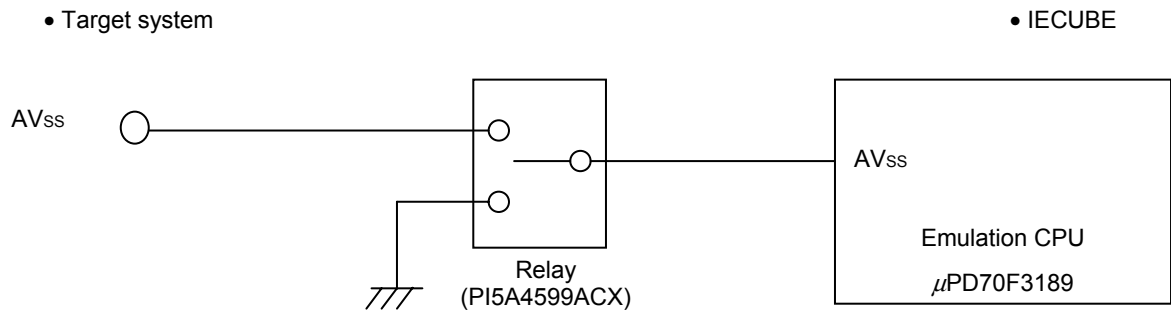 • Target system
• IECUBE
AVss
AVss
Emulation CPU
μPD70F3189
Relay
(PI5A4599ACX)